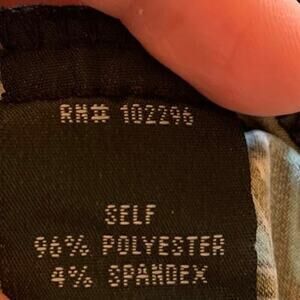 RN# 102296
SELF
96% POLYESTER
4% SPANDEX